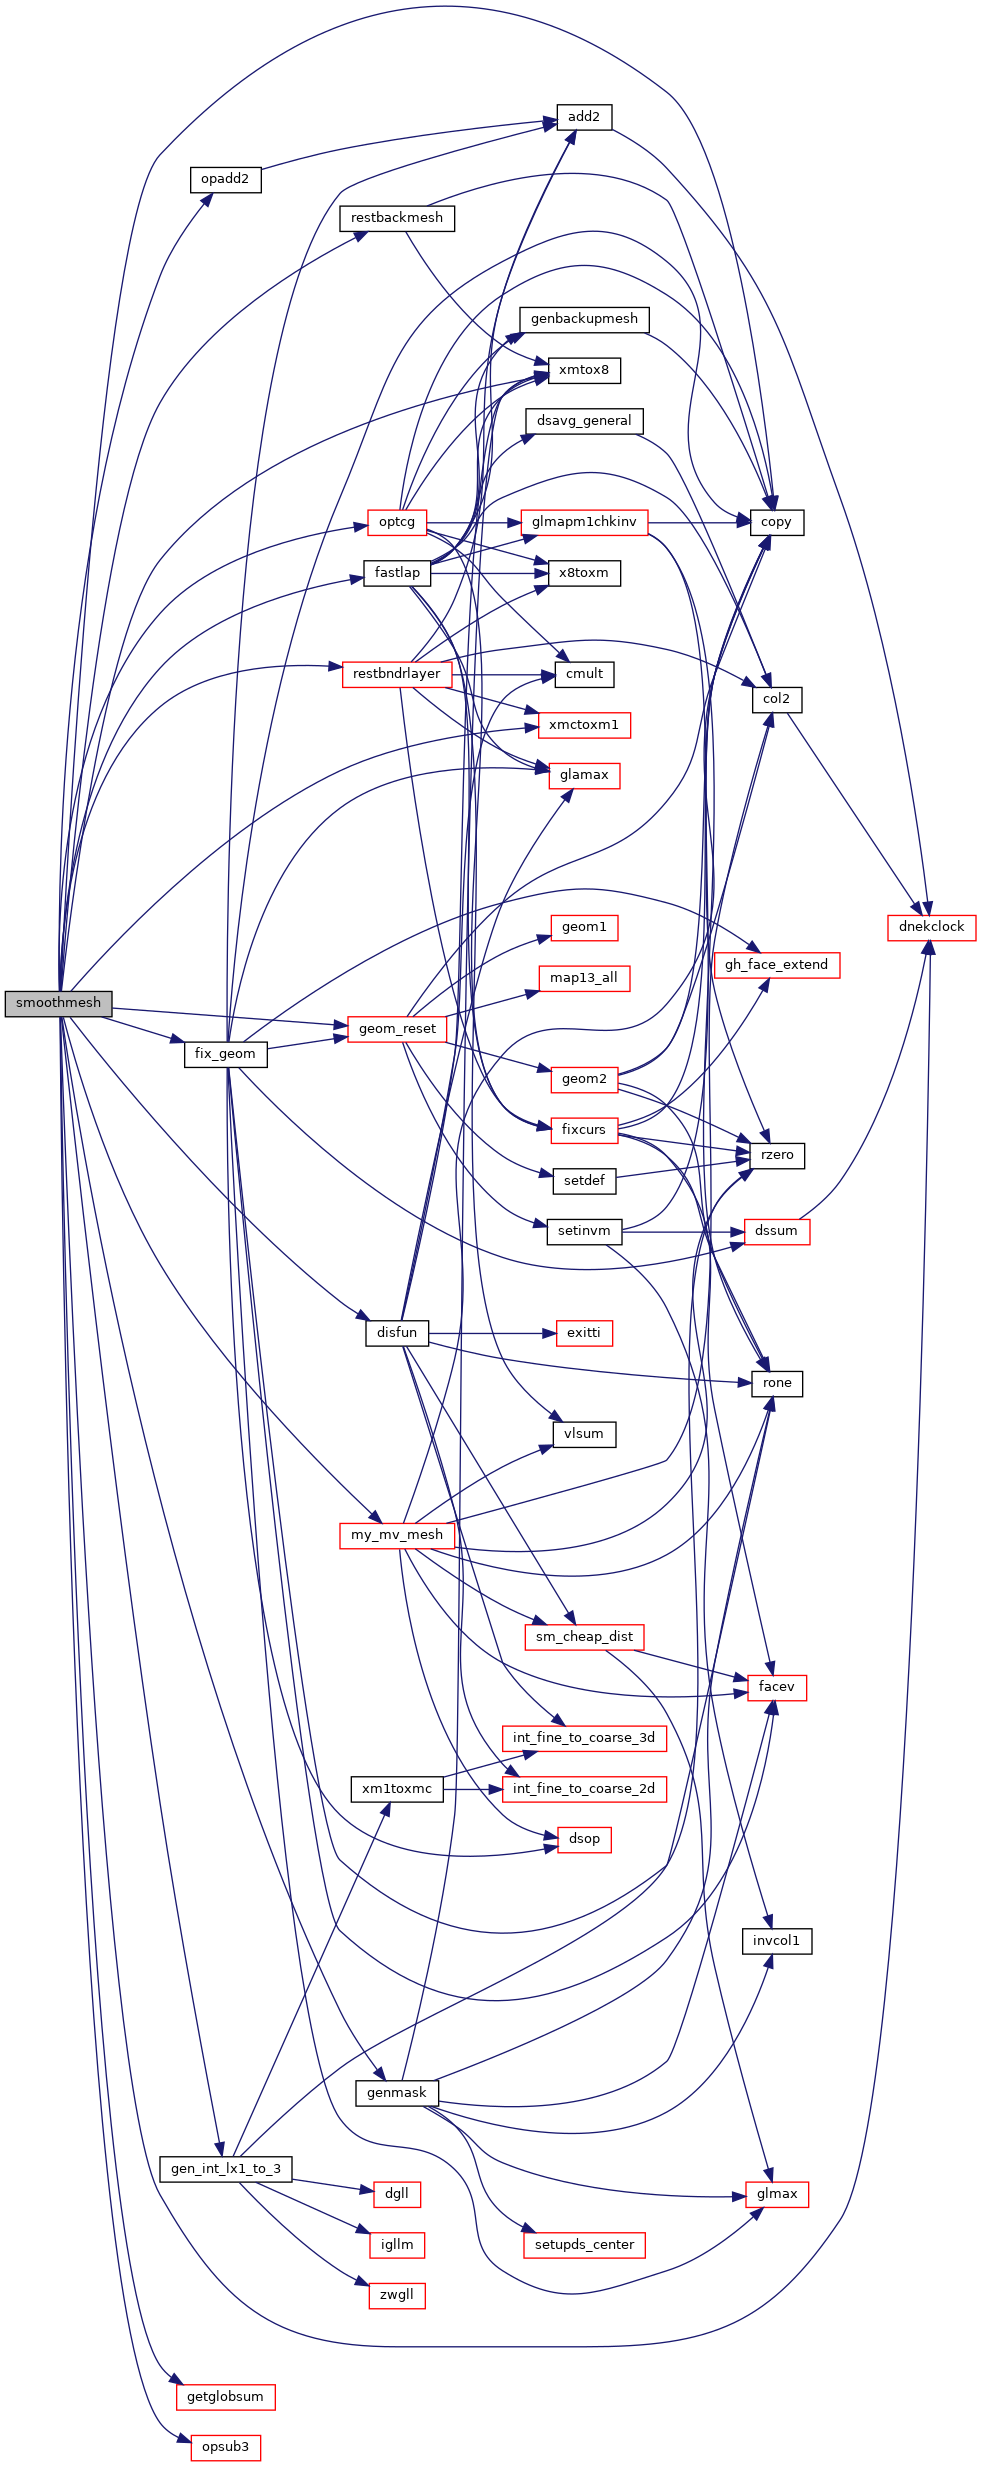 add2
opadd2
restbackmesh
genbackupmesh
xmtox8
dsavg_general
optcg
glmapm1chkinv
copy
fastlap
x8toxm
restbndrlayer
cmult
col2
xmctoxm1
glamax
geom1
dnekclock
gh_face_extend
map13_all
smoothmesh
geom_reset
fix_geom
geom2
fixcurs
rzero
setdef
setinvm
dssum
disfun
exitti
rone
vlsum
my_mv_mesh
sm_cheap_dist
facev
int_fine_to_coarse_3d
xm1toxmc
int_fine_to_coarse_2d
dsop
invcol1
genmask
gen_int_lx1_to_3
dgll
glmax
igllm
setupds_center
zwgll
getglobsum
opsub3